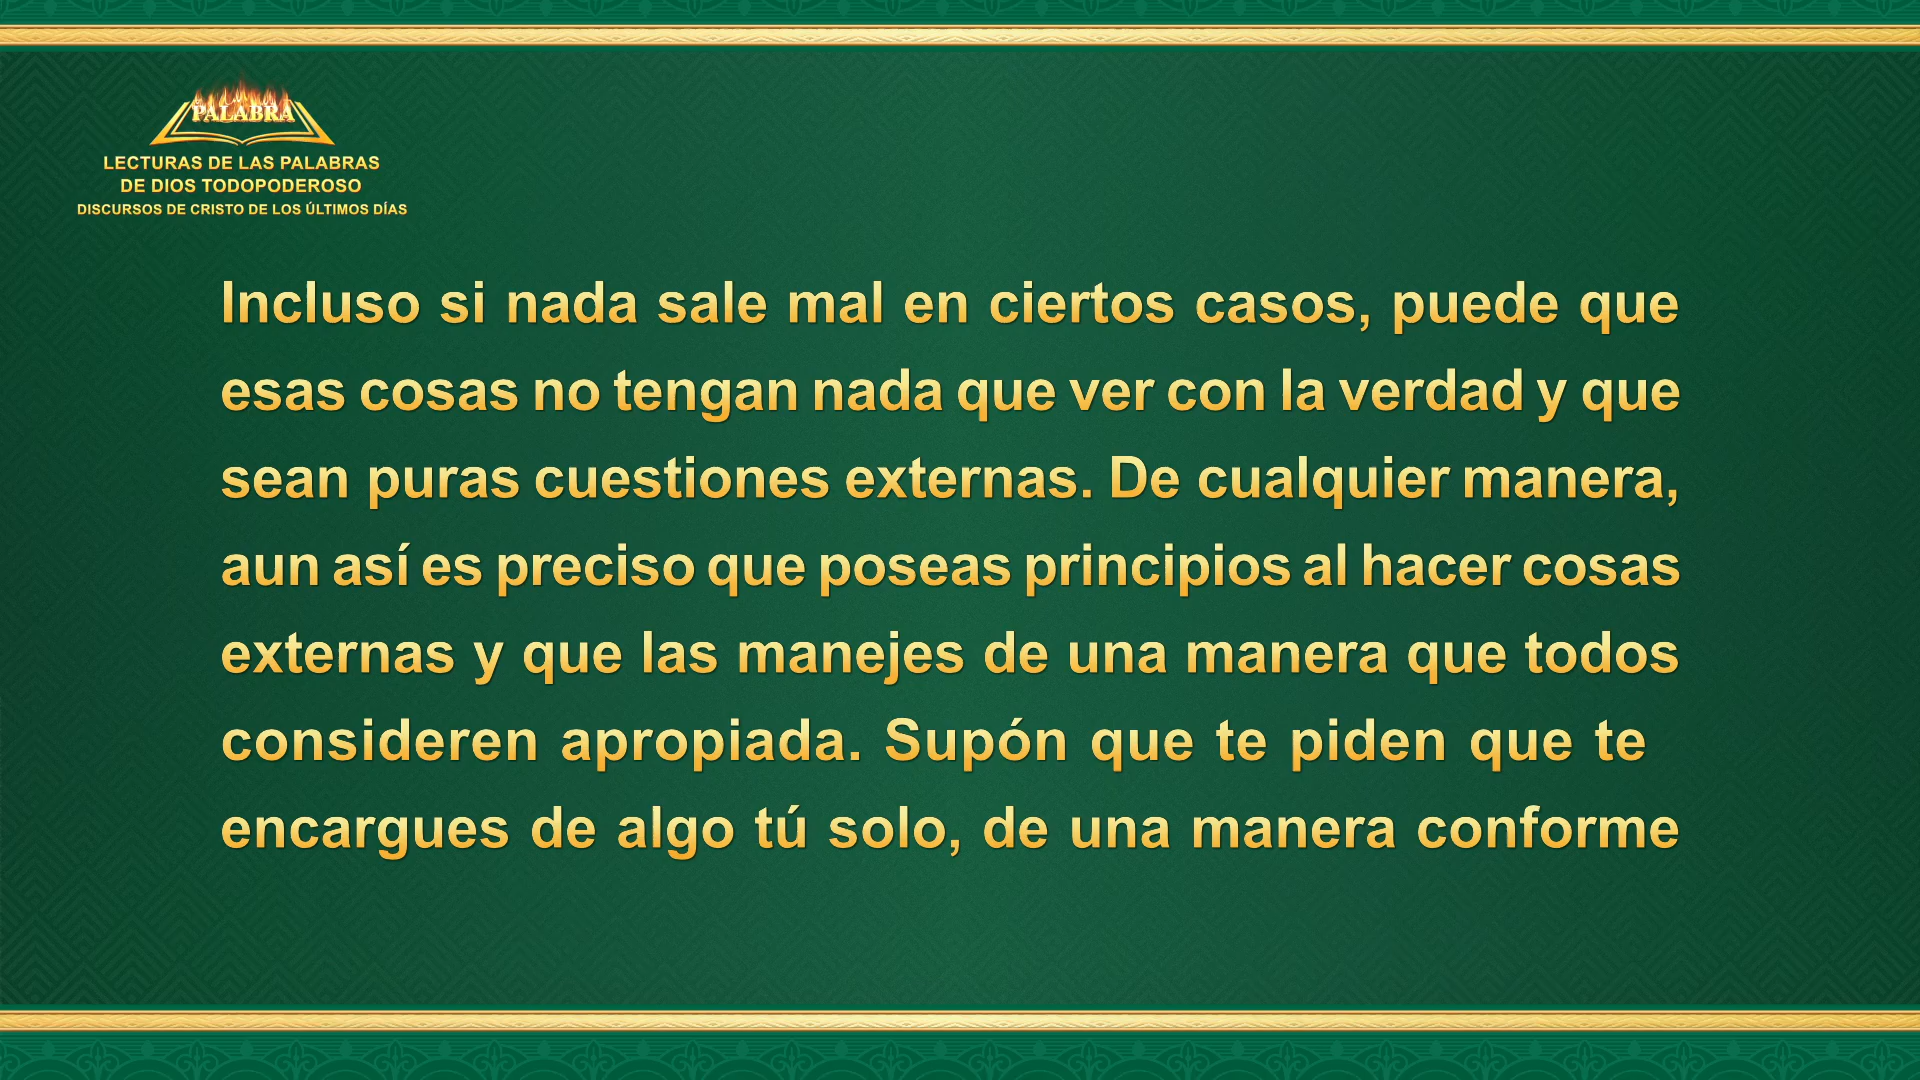 PALABRA
LECTURAS DE LAS PALABRAS
DE DIOS TODOPODEROSO
DISCURSOS DE CRISTO DE LOS ÚLTIMOS DÍAS
Incluso si nada sale mal en ciertos casos, puede que
esas cosas no tengan nada que ver con la verdad y que
sean puras cuestiones externas. De cualquier manera,
aun así es preciso que poseas principios al hacer cosas
externas y que las manejes de una manera que todos
consideren apropiada. Supón que te piden que te
encargues de algo tú solo, de una manera conforme